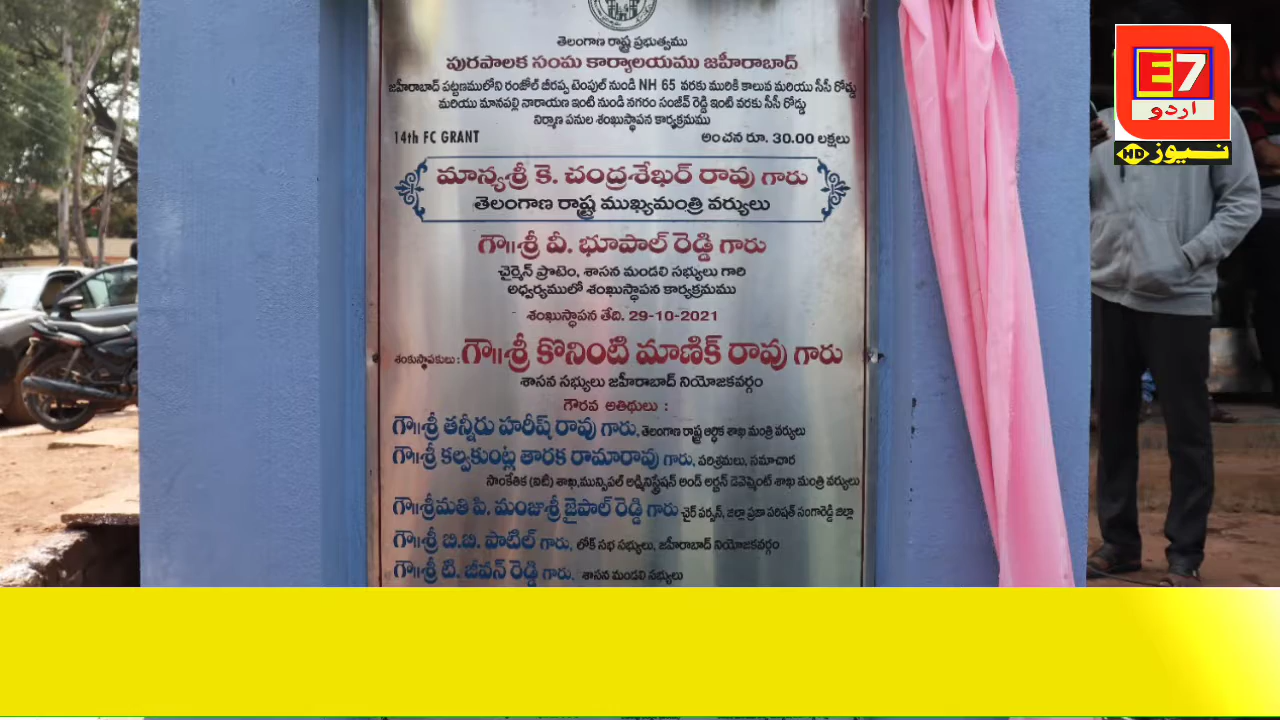 తెలంగాణ రాష్ట్ర ప్రభుత్వము
పురపాలక సంఘ కార్యాలయము జహీరాబాద్
జహీరాబాద్ పట్టణములోని రంజోల్ బీరప్ప టెంపుల్ నుండి NH 65 వరకు మురికి కాలువ మరియు సీసీ రోడ్డు
మరియు మానపల్లి నారాయణ ఇంటి నుండి నగరం సంజీవ్ రెడ్డి ఇంటి వరకు సీసీ రోడ్డు
నిర్మాణ పనుల శంఖుస్థాపన కార్యక్రమము
14th FC GRANT అంచన రూ. 30.00 లక్షలు
మాన్యశ్రీ కె. చంద్రశేఖర్ రావు గారు
తెలంగాణ రాష్ట్ర ముఖ్యమంత్రి వర్యులు
గౌ॥శ్రీ వీ. భూపాల్ రెడ్డి గారు
చైర్మెన్ ప్రొటెం, శాసన మండలి సభ్యులు గారి
అధ్వర్యములో శంఖుస్థాపన కార్యక్రమము
శంఖుస్థాపన తేది. 29-10-2021
శంకుస్థాపకులు : గౌ॥శ్రీ కొనింటి మాణిక్ రావు గారు
శాసన సభ్యులు జహీరాబాద్ నియోజకవర్గం
గౌరవ అతిథులు :
గౌ॥శ్రీ తన్నీరు హరీష్ రావు గారు, తెలంగాణ రాష్ట్ర ఆర్థిక శాఖ మంత్రి వర్యులు
గౌ॥శ్రీ కల్వకుంట్ల తారక రామారావు గారు, పరిశ్రమలు, సమాచార
సాంకేతిక (ఐటీ) శాఖ,మున్సిపల్ అడ్మినిస్ట్రేషన్ అండ్ అర్బన్ డెవెప్మెంట్ శాఖ మంత్రి వర్యులు
గౌ॥శ్రీమతి పి. మంజుశ్రీ జైపాల్ రెడ్డి గారు చైర్ పర్సన్, జిల్లా ప్రజా పరిషత్ సంగారెడ్డి జిల్లా
గౌ॥శ్రీ బి.బి. పాటిల్ గారు, లోక్ సభ సభ్యులు, జహీరాబాద్ నియోజకవర్గం
గౌ॥శ్రీ టి. జీవన్ రెడ్డి గారు. శాసన మండలి సభ్యులు
E7
اردو
نیوز HD